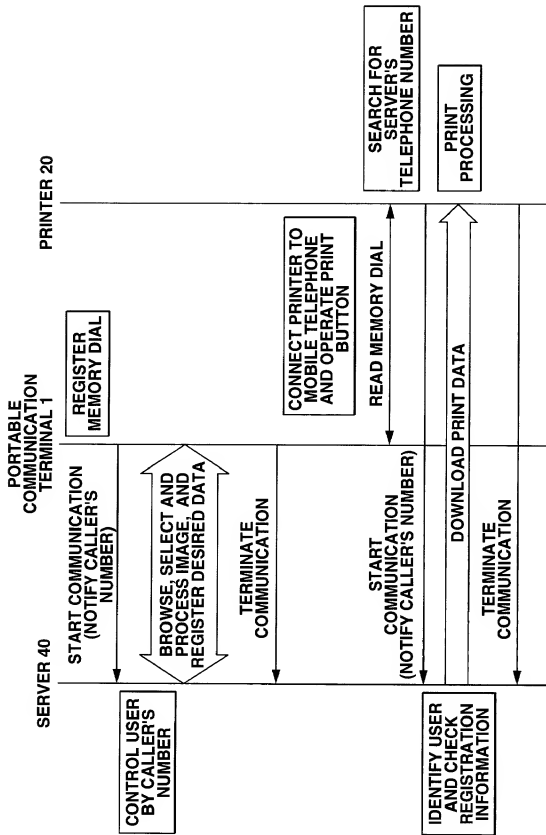 SERVER 40
PORTABLE
COMMUNICATION
TERMINAL 1
PRINTER 20
REGISTER
MEMORY DIAL
START COMMUNICATION
(NOTIFY CALLER'S
NUMBER)
CONTROL USER
BY CALLER'S
NUMBER
BROWSE, SELECT AND
PROCESS IMAGE, AND
REGISTER DESIRED DATA
TERMINATE
COMMUNICATION
CONNECT PRINTER TO
MOBILE TELEPHONE
AND OPERATE PRINT
BUTTON
READ MEMORY DIAL
SEARCH FOR
SERVER'S
TELEPHONE NUMBER
START
COMMUNICATION
(NOTIFY CALLER'S NUMBER)
IDENTIFY USER
AND CHECK
REGISTRATION
INFORMATION
DOWNLOAD PRINT DATA
PRINT
PROCESSING
TERMINATE
COMMUNICATION